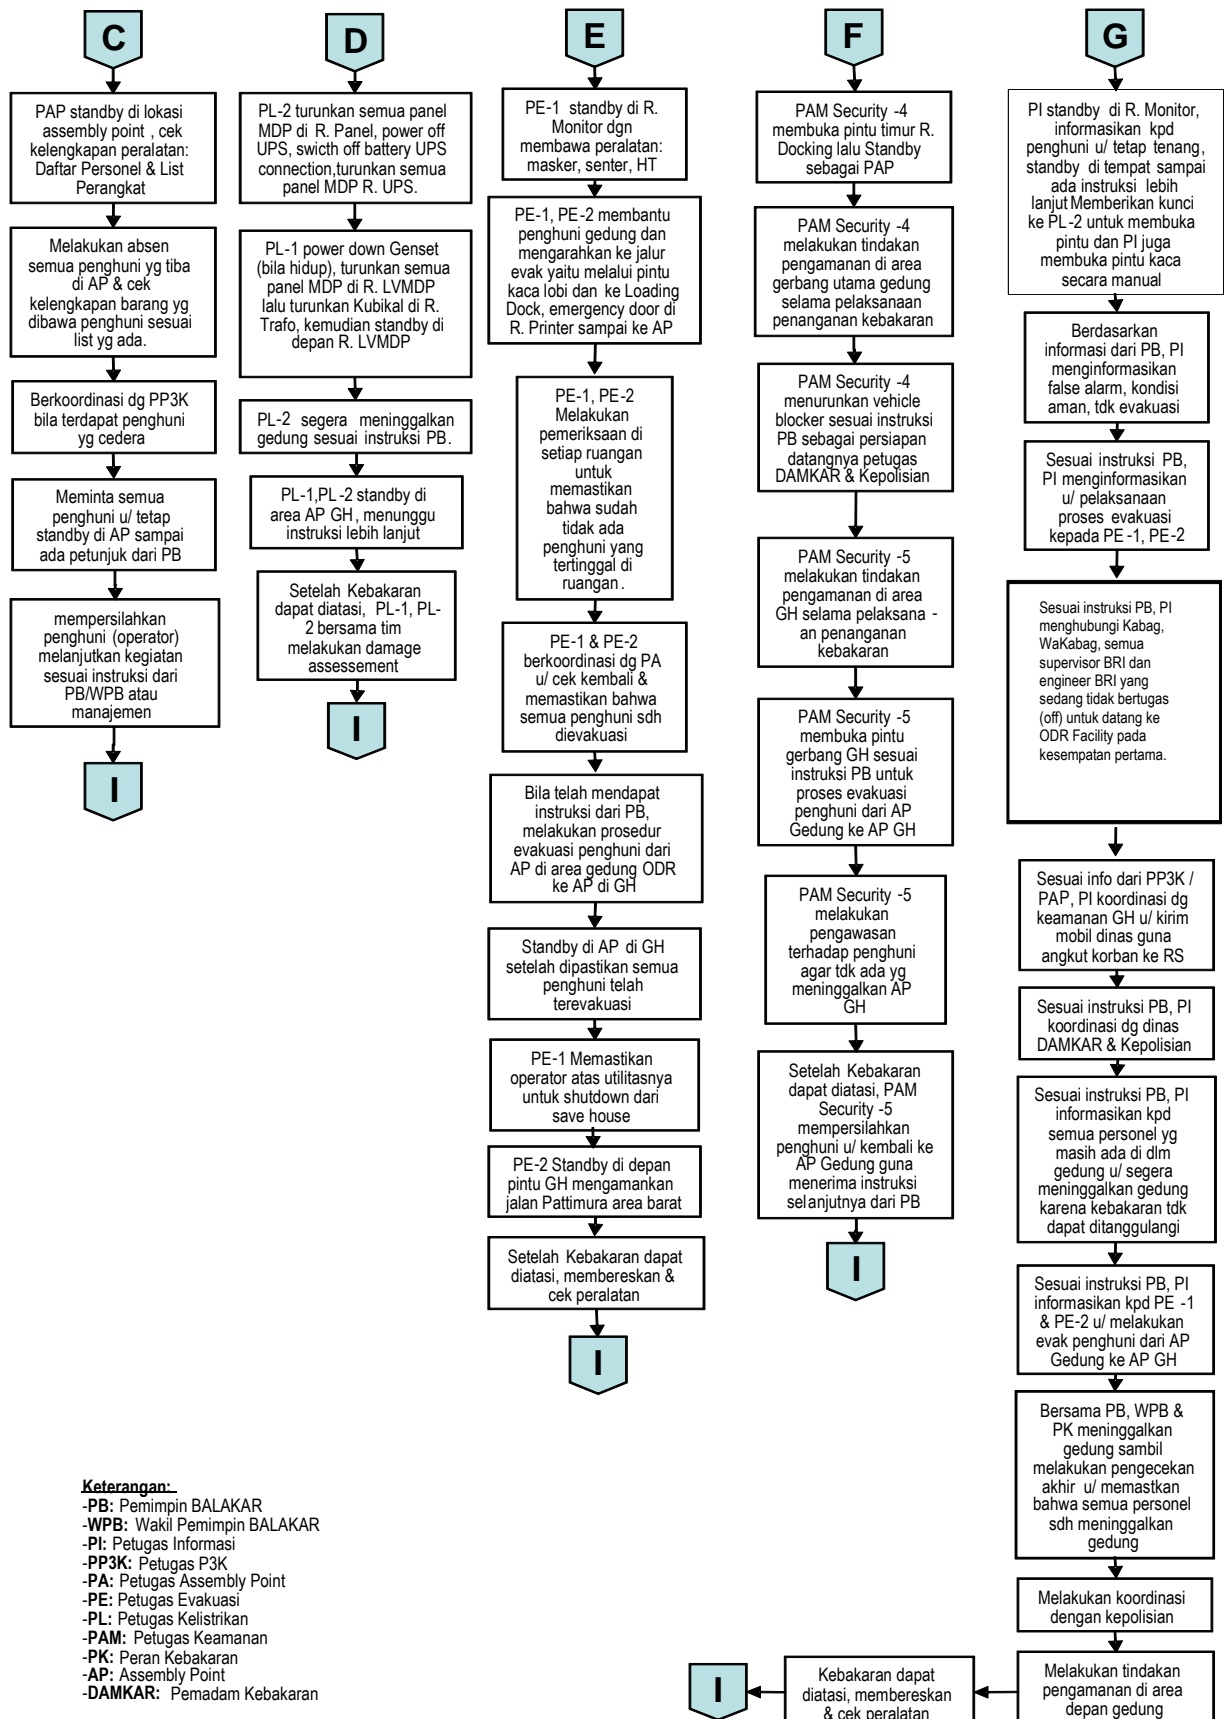 C
PAP standby di lokasi
assembly point , cek
kelengkapan peralatan:
Daftar Personel & List
Perangkat
Melakukan absen
semua penghuni yg tiba
di AP & cek
kelengkapan barang yg
dibawa penghuni sesuai
list yg ada.
Berkoordinasi dg PP3K
bila terdapat penghuni
yg cedera
Meminta semua
penghuni u/ tetap
standby di AP sampai
ada petunjuk dari PB
mempersilahkan
penghuni (operator)
melanjutkan kegiatan
sesuai instruksi dari
PB/WPB atau
manajemen
I
D
PL-2 turunkan semua panel
MDP di R. Panel, power off
UPS, swicth off battery UPS
connection,turunkan semua
panel MDP R. UPS.
PL-1 power down Genset
(bila hidup), turunkan semua
panel MDP di R. LVMDP
lalu turunkan Kubikal di R.
Trafo, kemudian standby di
depan R. LVMDP
PL-2 segera meninggalkan
gedung sesuai instruksi PB.
PL-1,PL-2 standby di
area AP GH, menunggu
instruksi lebih lanjut
Setelah Kebakaran
dapat diatasi, PL-1, PL-
2 bersama tim
melakukan damage
assessement
I
E
PE-1 standby di R.
Monitor dgn
membawa peralatan:
masker, senter, HT
PE-1, PE-2 membantu
penghuni gedung dan
mengarahkan ke jalur
evak yaitu melalui pintu
kaca lobi dan ke Loading
Dock, emergency door di
R. Printer sampai ke AP
PE-1, PE-2
Melakukan
pemeriksaan di
setiap ruangan
untuk
memastikan
bahwa sudah
tidak ada
penghuni yang
tertinggal di
ruangan .
PE-1 & PE-2
berkoordinasi dg PA
u/ cek kembali &
memastikan bahwa
semua penghuni sdh
dievakuasi
Bila telah mendapat
instruksi dari PB,
melakukan prosedur
evakuasi penghuni dari
AP di area gedung ODR
ke AP di GH
Standby di AP di GH
setelah dipastikan semua
penghuni telah
terevakuasi
PE-1 Memastikan
operator atas utilitasnya
untuk shutdown dari
save house
PE-2 Standby di depan
pintu GH mengamankan
jalan Pattimura area barat
Setelah Kebakaran dapat
diatasi, membereskan &
cek peralatan
I
F
PAM Security -4
membuka pintu timur R.
Docking lalu Standby
sebagai PAP
PAM Security -4
melakukan tindakan
pengamanan di area
gerbang utama gedung
selama pelaksanaan
penanganan kebakaran
PAM Security -4
menurunkan vehicle
blocker sesuai instruksi
PB sebagai persiapan
datangnya petugas
DAMKAR & Kepolisian
PAM Security -5
melakukan tindakan
pengamanan di area
GH selama pelaksana -
an penanganan
kebakaran
PAM Security -5
membuka pintu
gerbang GH sesuai
instruksi PB untuk
proses evakuasi
penghuni dari AP
Gedung ke AP GH
PAM Security -5
melakukan
pengawasan
terhadap penghuni
agar tdk ada yg
meninggalkan AP
GH
Setelah Kebakaran
dapat diatasi, PAM
Security -5
mempersilahkan
penghuni u/ kembali ke
AP Gedung guna
menerima instruksi
selanjutnya dari PB
I
G
PI standby di R. Monitor,
informasikan kpd
penghuni u/ tetap tenang,
standby di tempat sampai
ada instruksi lebih
lanjut Memberikan kunci
ke PL-2 untuk membuka
pintu dan PI juga
membuka pintu kaca
secara manual
Berdasarkan
informasi dari PB, PI
menginformasikan
false alarm, kondisi
aman, tdk evakuasi
Sesuai instruksi PB,
PI menginformasikan
u/ pelaksanaan
proses evakuasi
kepada PE -1, PE-2
Sesuai instruksi PB, PI
menghubungi Kabag,
WaKabag, semua
supervisor BRI dan
engineer BRI yang
sedang tidak bertugas
(off) untuk datang ke
ODR Facility pada
kesempatan pertama.
Sesuai info dari PP3K /
PAP, PI koordinasi dg
keamanan GH u/ kirim
mobil dinas guna
angkut korban ke RS
Sesuai instruksi PB, PI
koordinasi dg dinas
DAMKAR & Kepolisian
Sesuai instruksi PB, PI
informasikan kpd
semua personel yg
masih ada di dlm
gedung u/ segera
meninggalkan gedung
karena kebakaran tdk
dapat ditanggulangi
Sesuai instruksi PB, PI
informasikan kpd PE -1
& PE-2 u/ melakukan
evak penghuni dari AP
Gedung ke AP GH
Bersama PB, WPB &
PK meninggalkan
gedung sambil
melakukan pengecekan
akhir u/ memastkan
bahwa semua personel
sdh meninggalkan
gedung
Melakukan koordinasi
dengan kepolisian
Melakukan tindakan
pengamanan di area
depan gedung
Kebakaran dapat
diatasi, membereskan
& cek peralatan
I
Keterangan:
-PB: Pemimpin BALAKAR
-WPB: Wakil Pemimpin BALAKAR
-PI: Petugas Informasi
-PP3K: Petugas P3K
-PA: Petugas Assembly Point
-PE: Petugas Evakuasi
-PL: Petugas Kelistrikan
-PAM: Petugas Keamanan
-PK: Peran Kebakaran
-AP: Assembly Point
-DAMKAR: Pemadam Kebakaran